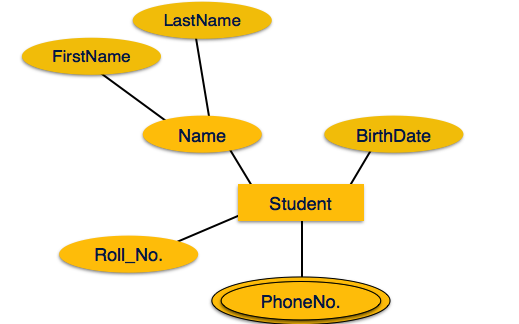 LastName
FirstName
Name
BirthDate
Student
Roll_No.
PhoneNo.